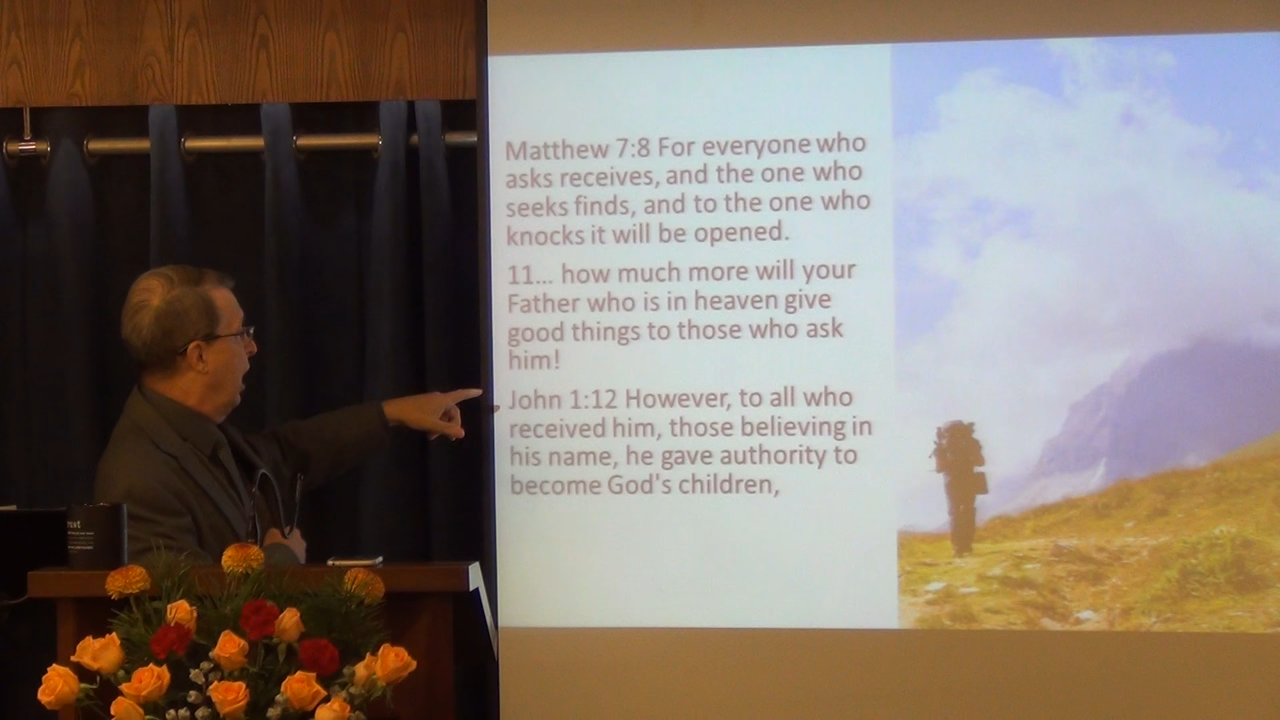 Matthew 7:8 For everyone who
asks receives, and the one who
seeks finds, and to the one who
knocks it will be opened.
11... how much more will your
Father who is in heaven give
good things to those who ask
him!
John 1:12 However, to all who
received him, those believing in
his name, he gave authority to
become God's children,